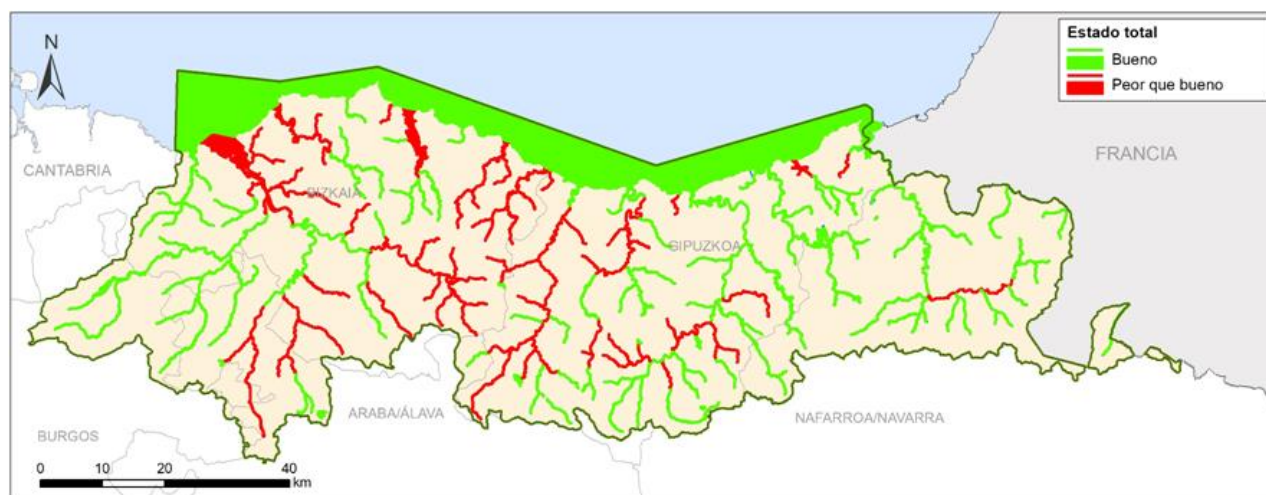 N
Estado total
Bueno
Peor que bueno
CANTABRIA
FRANCIA
BIZKAIA
GIPUZKOA
ARABA/ÁLAVA
NAFARROA/NAVARRA
BURGOS
0 10 20 40
km